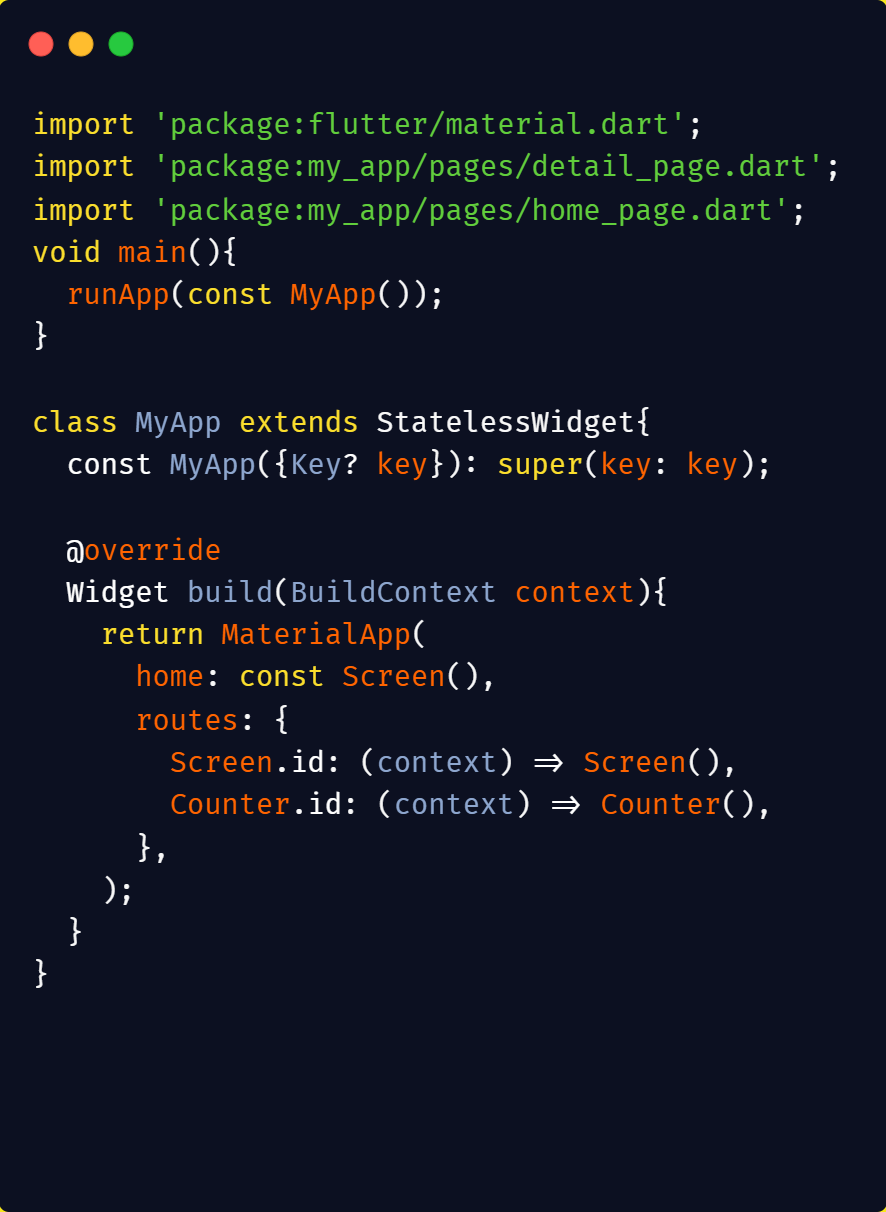 import 'package:flutter/material.dart';
import 'package:my_app/pages/detail_page.dart';
import 'package:my_app/pages/home_page.dart';
void main(){
  runApp(const MyApp());
}

class MyApp extends StatelessWidget{
  const MyApp({Key? key}): super(key: key);

  @override
  Widget build(BuildContext context){
    return MaterialApp(
      home: const Screen(),
      routes: {
        Screen.id: (context) => Screen(),
        Counter.id: (context) => Counter(),
      },
    );
  }
}